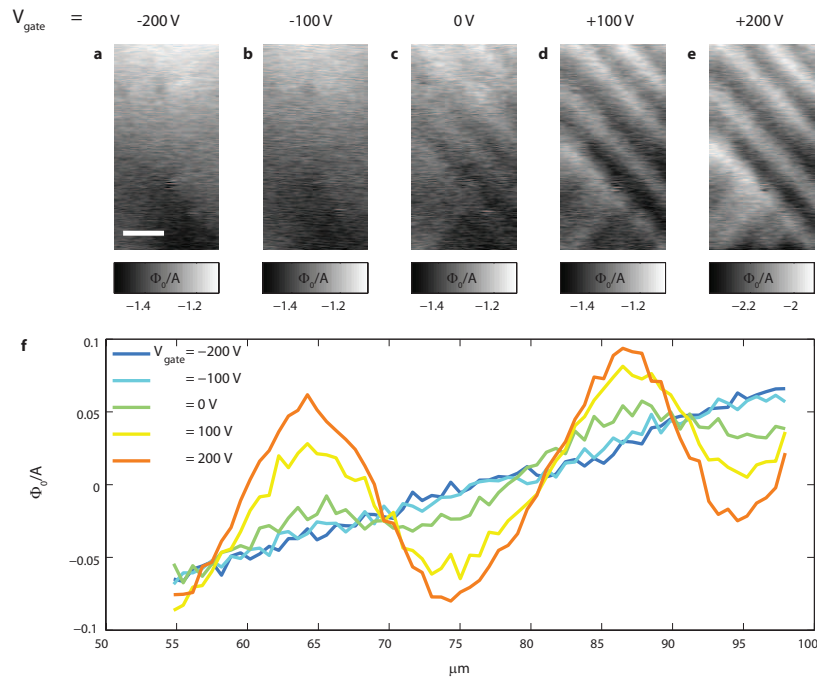 V_gate = -200 V -100 V 0 V +100 V +200 V
a b c d e
Φ₀/A Φ₀/A Φ₀/A Φ₀/A Φ₀/A
−1.4 −1.2 −1.4 −1.2 −1.4 −1.2 −1.4 −1.2 −2.2 −2
f
0.1
0.05
0
−0.05
−0.1
Φ₀/A
V_gate = −200 V
= −100 V
= 0 V
= 100 V
= 200 V
50 55 60 65 70 75 80 85 90 95 100
μm